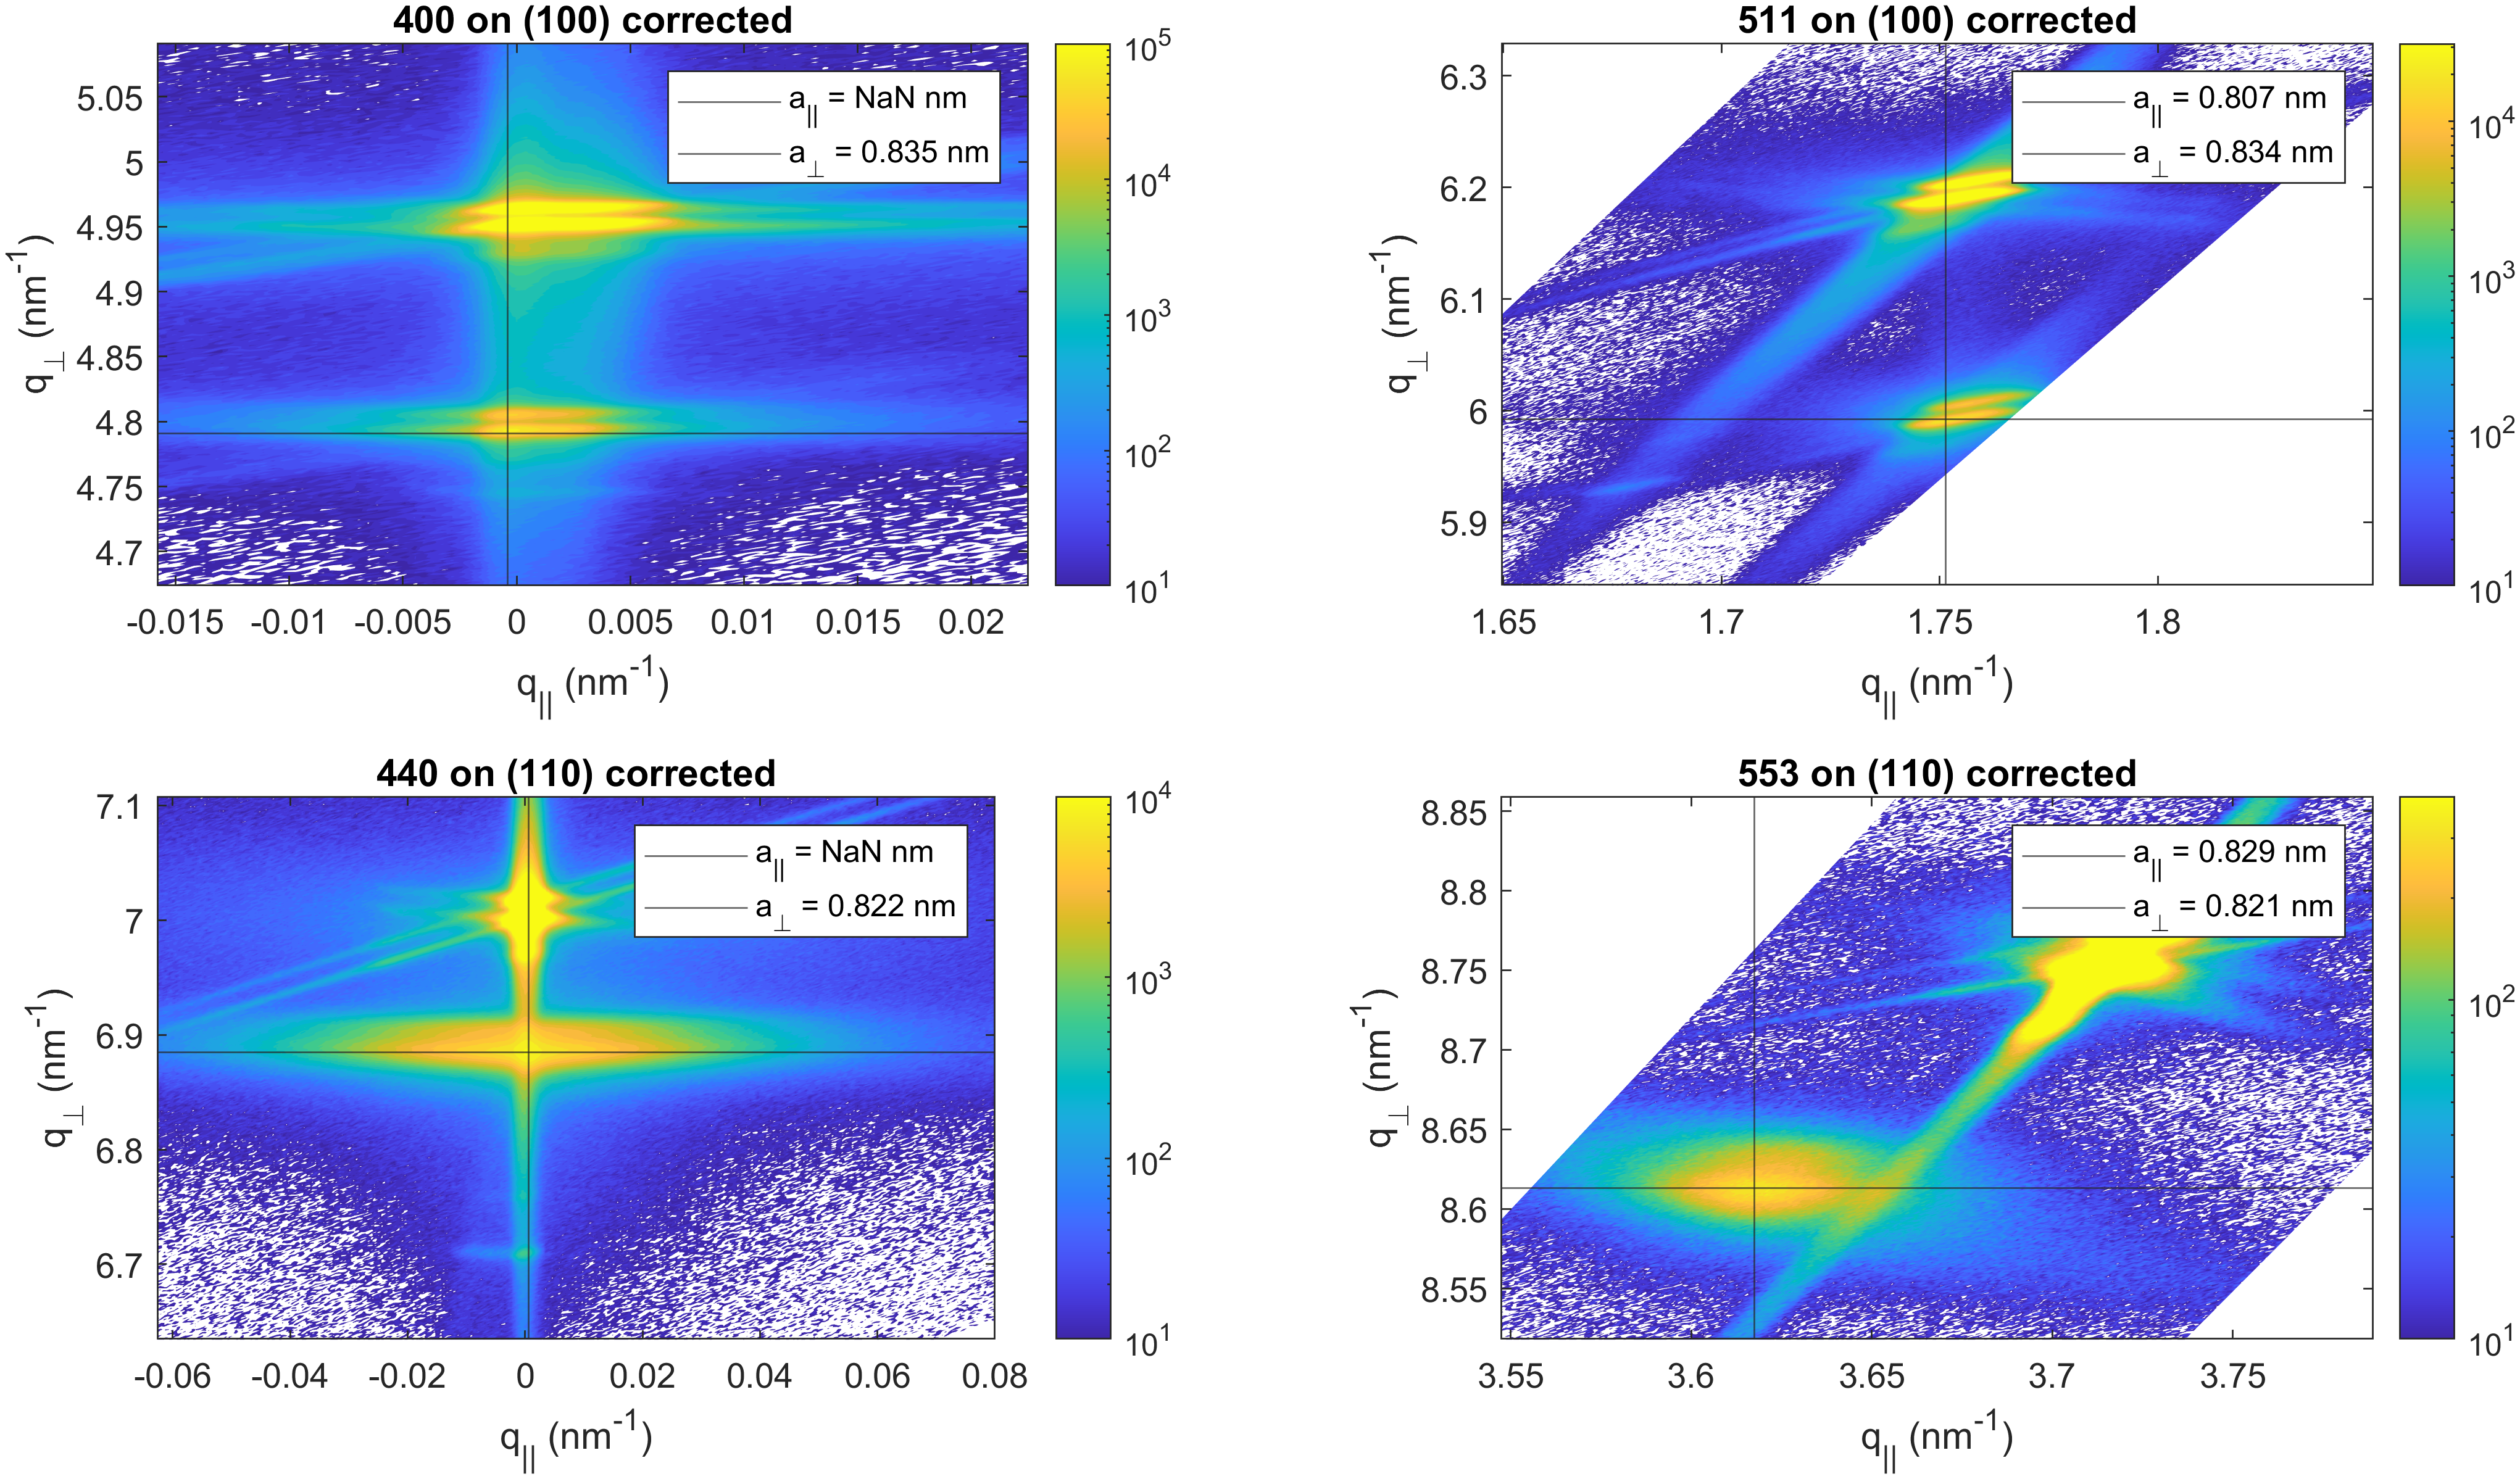 400 on (100) corrected
5.05
5
4.95
4.9
4.85
4.8
4.75
4.7
q⊥ (nm-1)
-0.015 -0.01 -0.005 0 0.005 0.01 0.015 0.02
q|| (nm-1)
a|| = NaN nm
a⊥ = 0.835 nm
105
104
103
102
101
511 on (100) corrected
6.3
6.2
6.1
6
5.9
q⊥ (nm-1)
1.65 1.7 1.75 1.8
q|| (nm-1)
a|| = 0.807 nm
a⊥ = 0.834 nm
104
103
102
101
440 on (110) corrected
7.1
7
6.9
6.8
6.7
q⊥ (nm-1)
-0.06 -0.04 -0.02 0 0.02 0.04 0.06 0.08
q|| (nm-1)
a|| = NaN nm
a⊥ = 0.822 nm
104
103
102
101
553 on (110) corrected
8.85
8.8
8.75
8.7
8.65
8.6
8.55
q⊥ (nm-1)
3.55 3.6 3.65 3.7 3.75
q|| (nm-1)
a|| = 0.829 nm
a⊥ = 0.821 nm
102
101